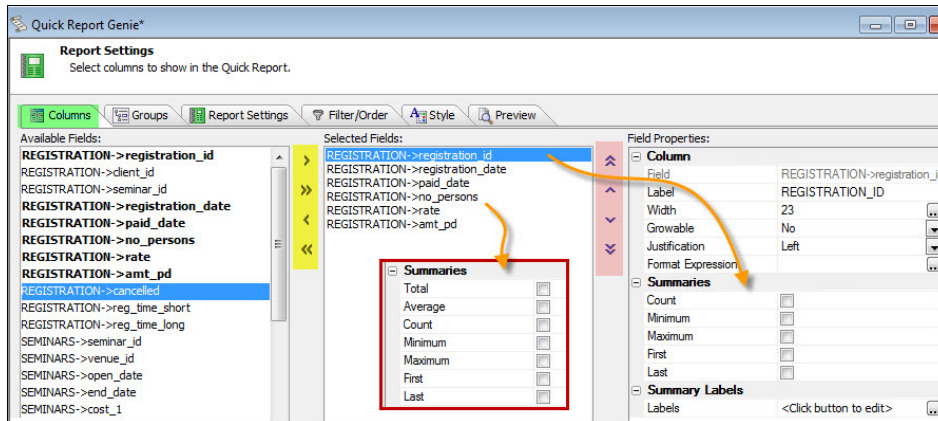 Quick Report Genie*
Report Settings
Select columns to show in the Quick Report.
Columns
Groups
Report Settings
Filter/Order
Style
Preview
Available Fields:
REGISTRATION->registration_id
REGISTRATION->client_id
REGISTRATION->seminar_id
REGISTRATION->registration_date
REGISTRATION->paid_date
REGISTRATION->no_persons
REGISTRATION->rate
REGISTRATION->amt_pd
REGISTRATION->cancelled
REGISTRATION->reg_time_short
REGISTRATION->reg_time_long
SEMINARS->seminar_id
SEMINARS->venue_id
SEMINARS->open_date
SEMINARS->end_date
SEMINARS->cost_1
Selected Fields:
REGISTRATION->registration_id
REGISTRATION->registration_date
REGISTRATION->paid_date
REGISTRATION->no_persons
REGISTRATION->rate
REGISTRATION->amt_pd
Summaries
Total
Average
Count
Minimum
Maximum
First
Last
Field Properties:
Column
Field REGISTRATION->registration_i
Label REGISTRATION_ID
Width 23
Growable No
Justification Left
Format Expression
Summaries
Count
Minimum
Maximum
First
Last
Summary Labels
Labels <Click button to edit>